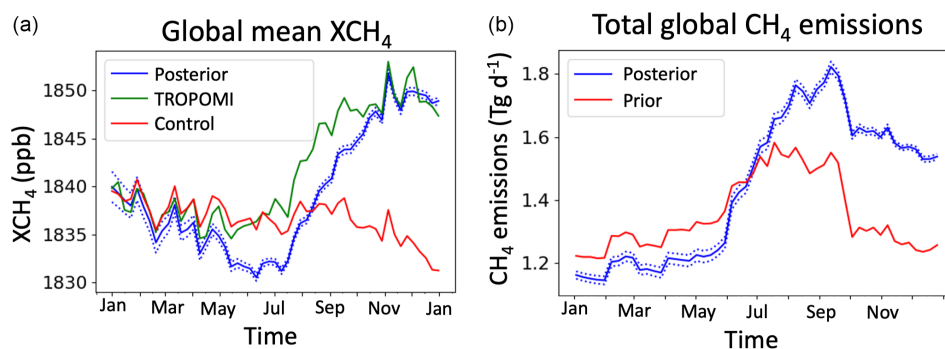 (a)
Global mean XCH4
XCH4 (ppb)
1850
1845
1840
1835
1830
Posterior
TROPOMI
Control
Jan
Mar
May
Jul
Sep
Nov
Jan
Time
(b)
Total global CH4 emissions
CH4 emissions (Tg d-1)
1.8
1.6
1.4
1.2
Posterior
Prior
Jan
Mar
May
Jul
Sep
Nov
Time